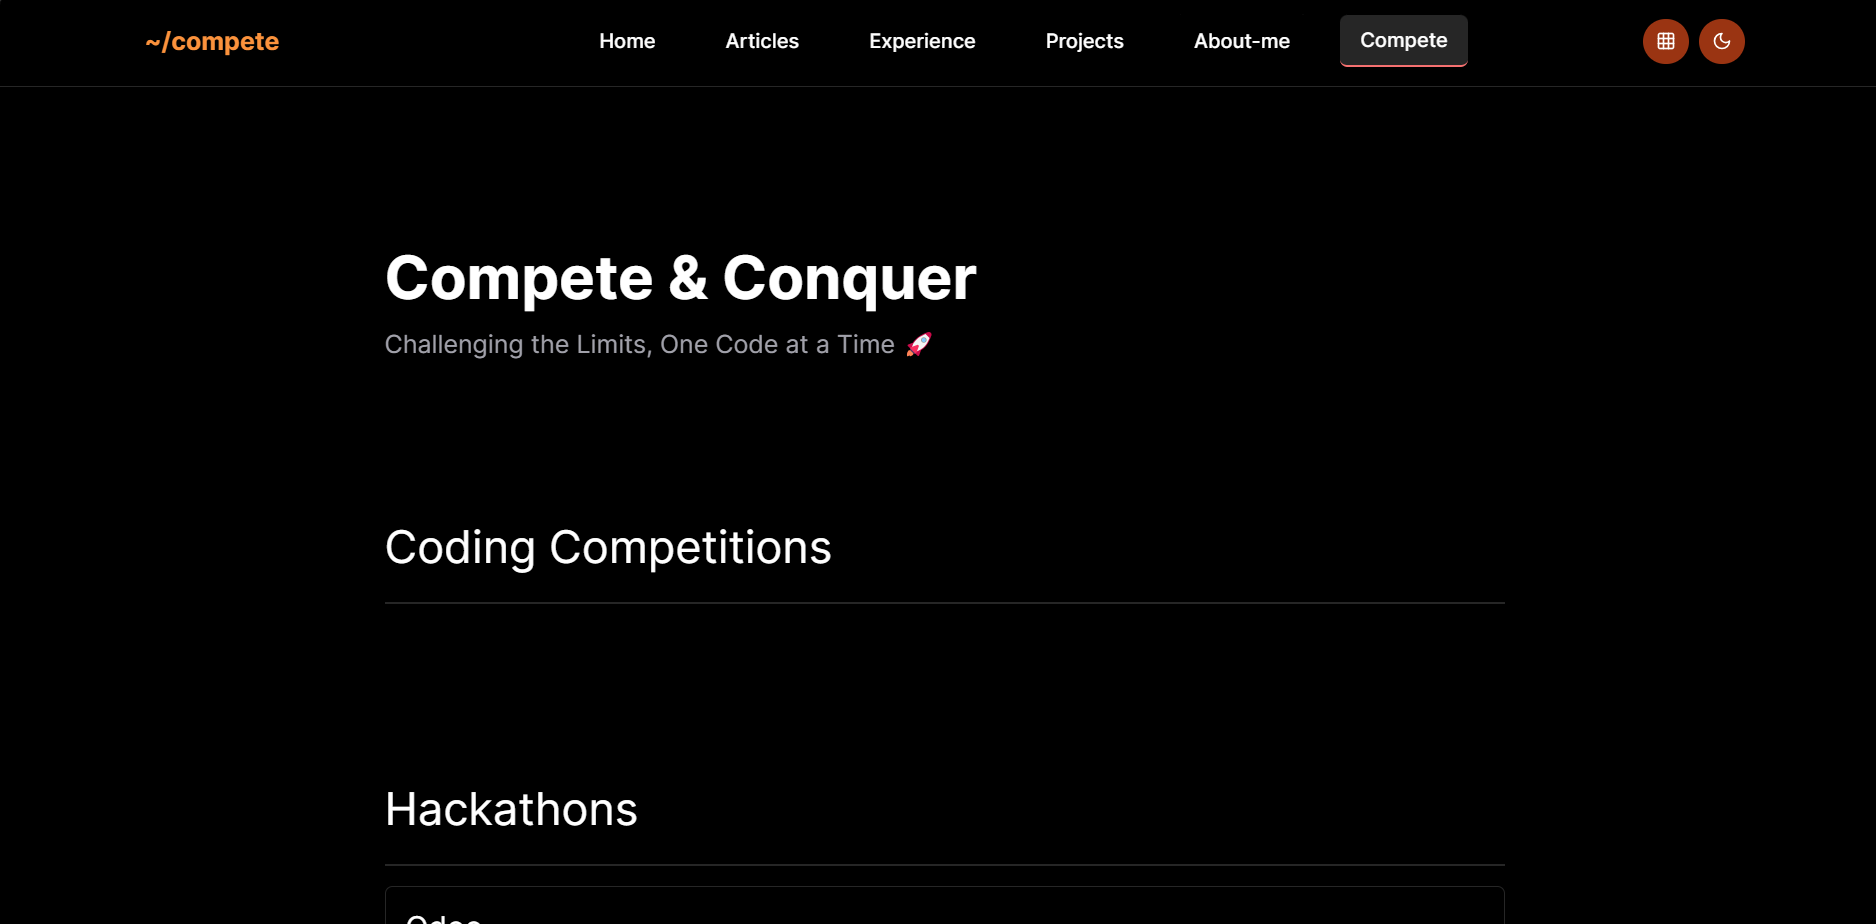 ~/compete
Home
Articles
Experience
Projects
About-me
Compete
Compete & Conquer
Challenging the Limits, One Code at a Time 🚀
Coding Competitions
Hackathons
Odoo